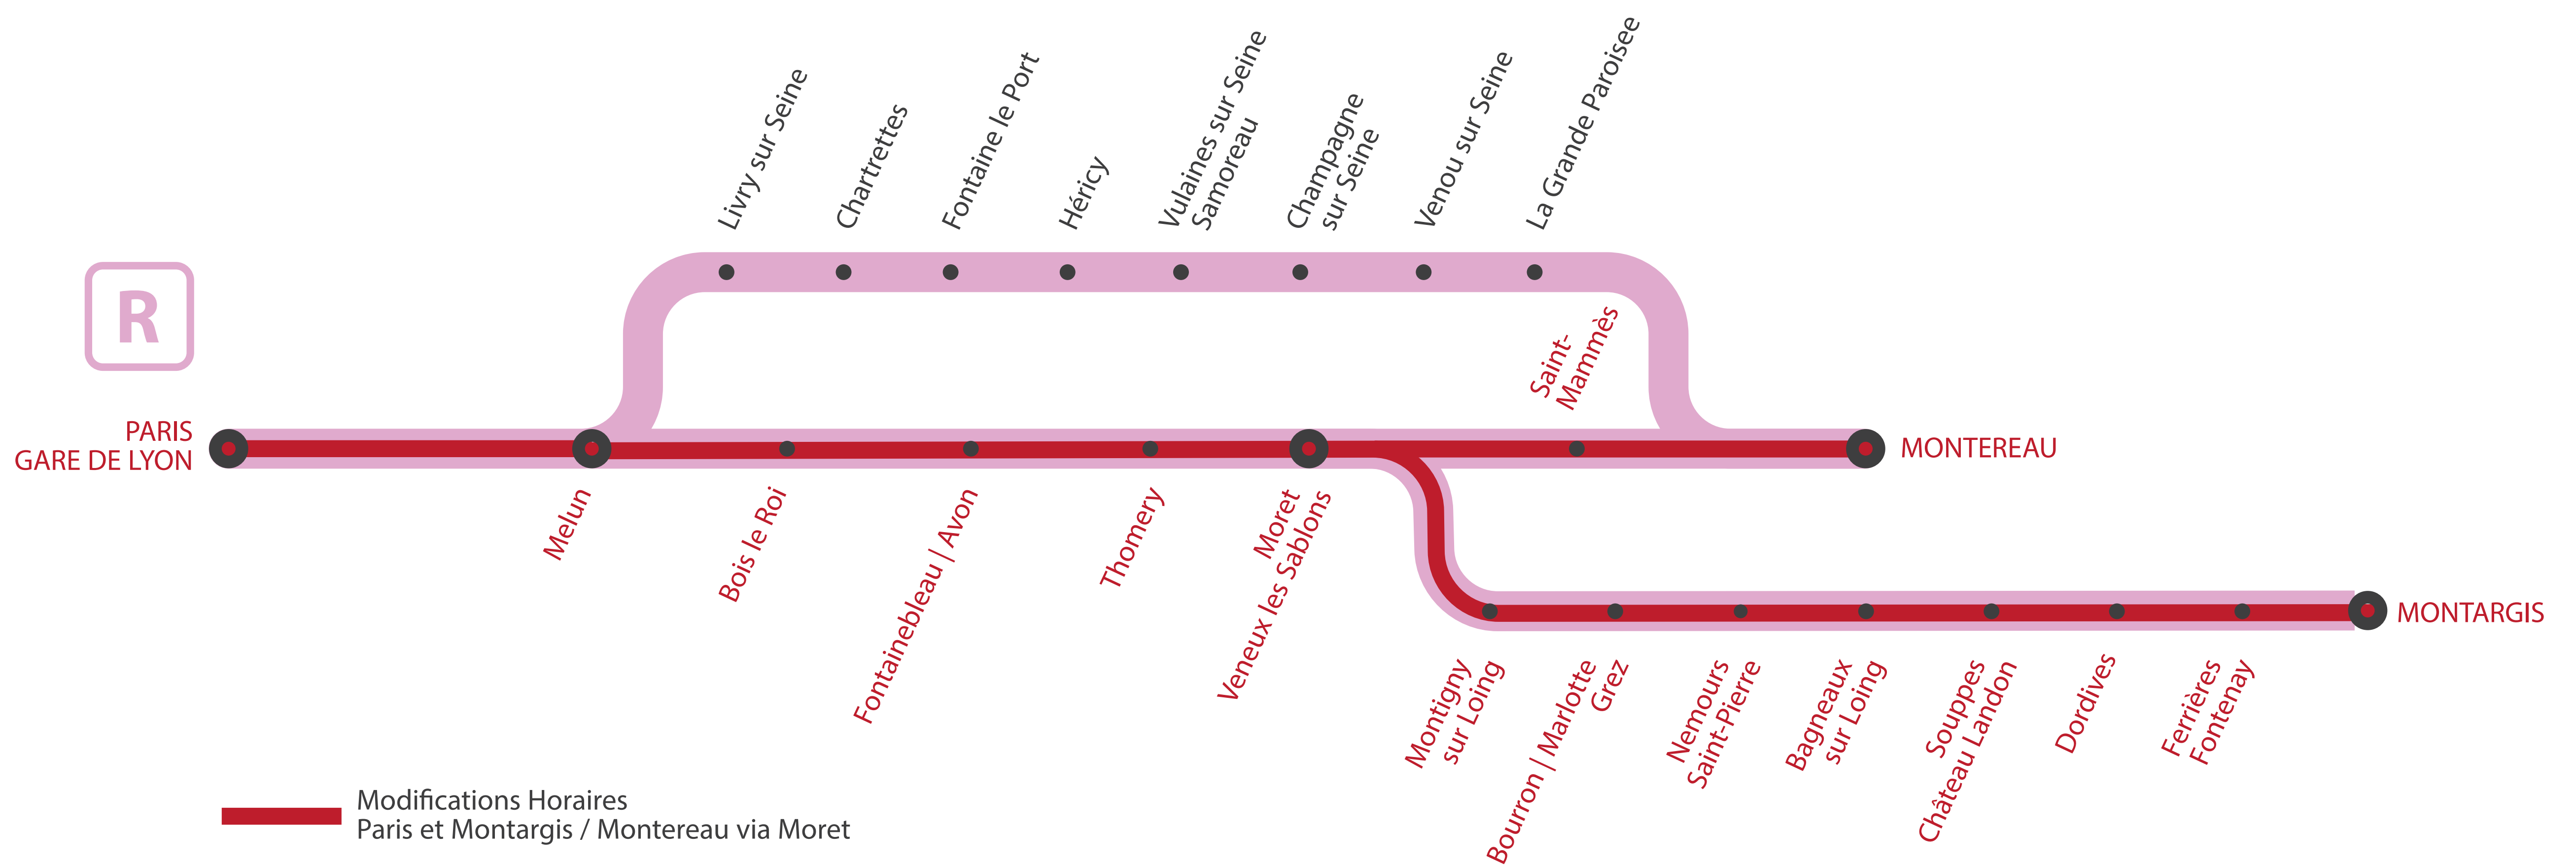 Livry sur Seine
Chartrettes
Fontaine le Port
Héricy
Vulaines sur Seine
Samoreau
Champagne
sur Seine
Venou sur Seine
La Grande Paroisee
R
Saint-
Mammès
PARIS
GARE DE LYON
MONTEREAU
Melun
Bois le Roi
Fontainebleau | Avon
Thomery
Moret
Veneux les Sablons
MONTARGIS
Montigny
sur Loing
Bourron | Marlotte
Grez
Nemours
Saint-Pierre
Bagneaux
sur Loing
Souppes
Château Landon
Dordives
Ferrières
Fontenay
Modifications Horaires
Paris et Montargis / Montereau via Moret